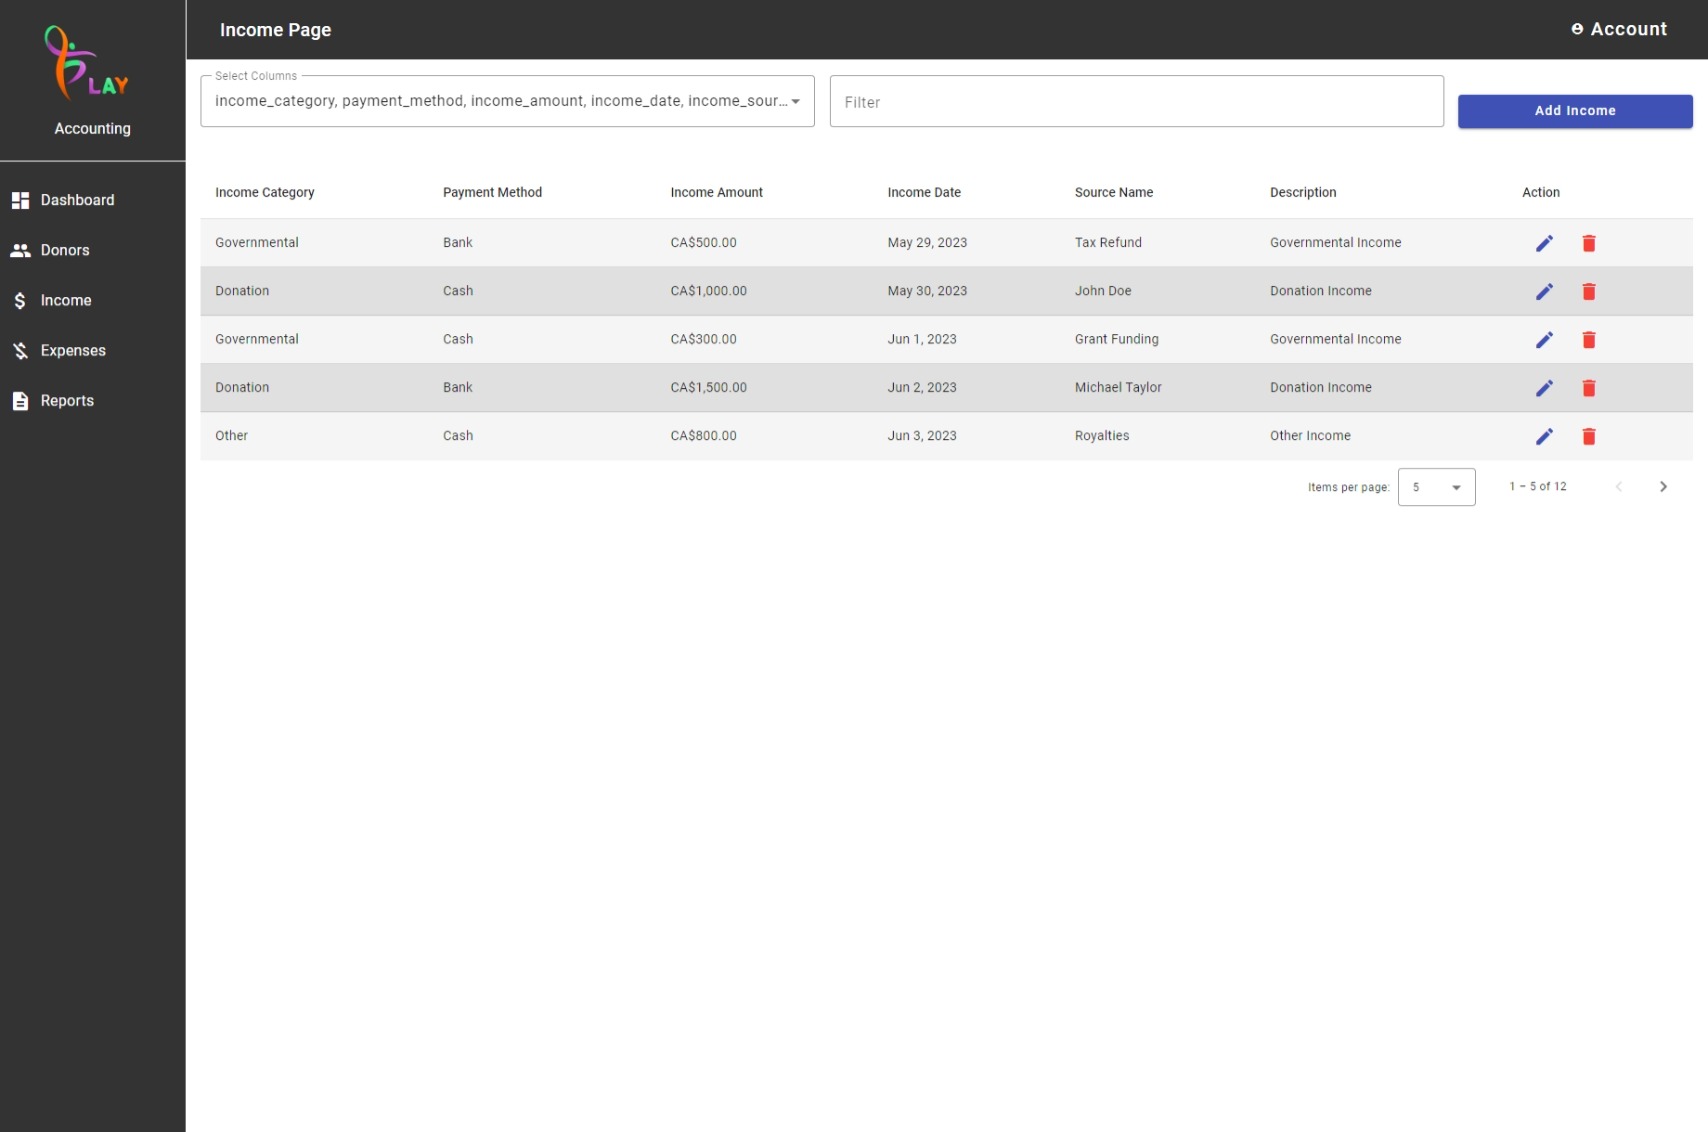 LAY
Accounting
Dashboard
Donors
Income
Expenses
Reports
Income Page
Account
Select Columns
income_category, payment_method, income_amount, income_date, income_sour...
Filter
Add Income
Income Category Payment Method Income Amount Income Date Source Name Description Action
Governmental Bank CA$500.00 May 29, 2023 Tax Refund Governmental Income
Donation Cash CA$1,000.00 May 30, 2023 John Doe Donation Income
Governmental Cash CA$300.00 Jun 1, 2023 Grant Funding Governmental Income
Donation Bank CA$1,500.00 Jun 2, 2023 Michael Taylor Donation Income
Other Cash CA$800.00 Jun 3, 2023 Royalties Other Income
Items per page: 5 1 – 5 of 12